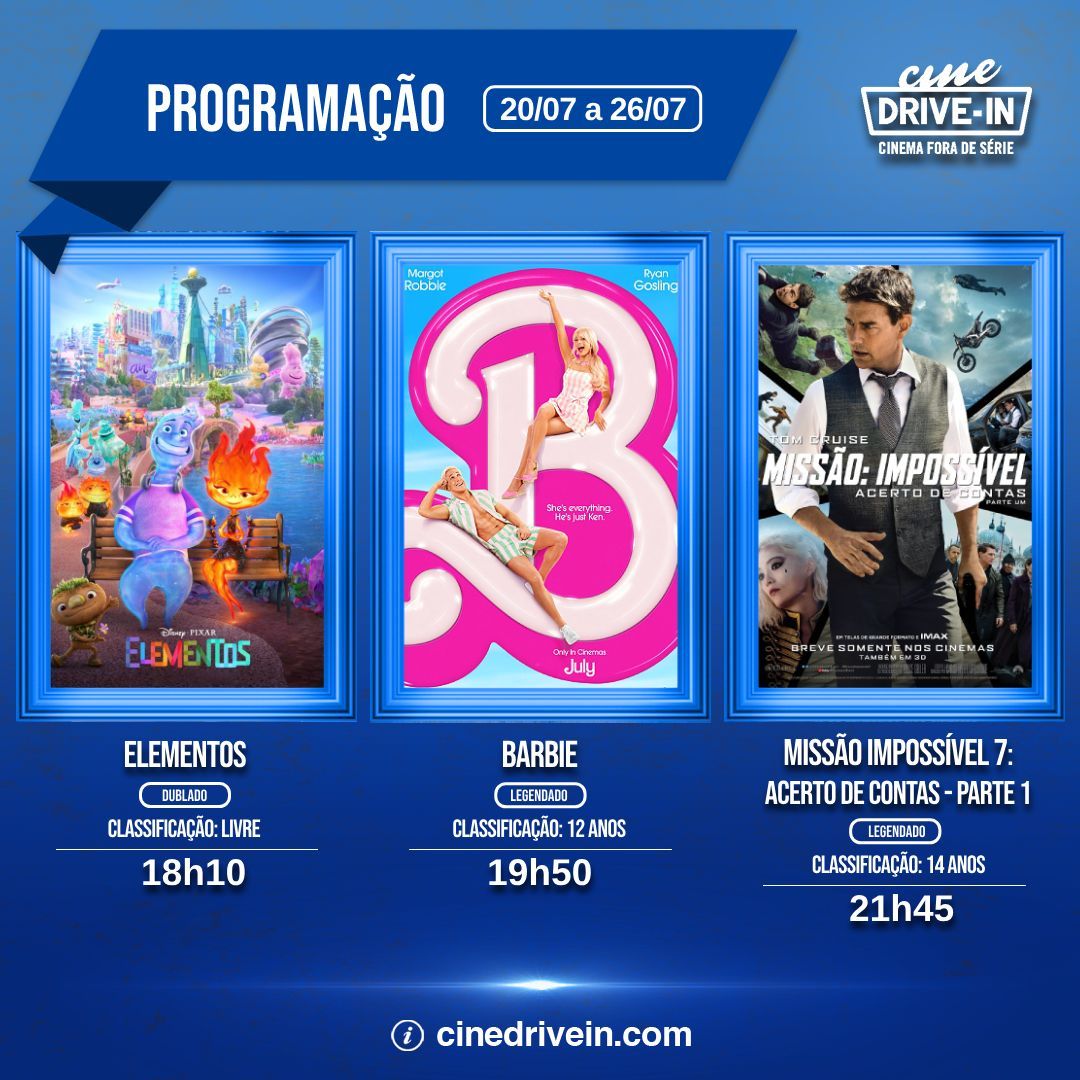 PROGRAMAÇÃO
20/07 a 26/07
cine
DRIVE-IN
CINEMA FORA DE SÉRIE
Disney PIXAR
ELEMENTOS
Margot
Robbie
Ryan
Gosling
She's everything.
He's just Ken.
Only in Cinemas
July
TOM CRUISE
MISSÃO: IMPOSSÍVEL
ACERTO DE CONTAS
PARTE UM
EM TELAS DE GRANDE FORMATO E IMAX
BREVE SOMENTE NOS CINEMAS
TAMBÉM EM 3D
ELEMENTOS
DUBLADO
CLASSIFICAÇÃO: LIVRE
18h10
BARBIE
LEGENDADO
CLASSIFICAÇÃO: 12 ANOS
19h50
MISSÃO IMPOSSÍVEL 7:
ACERTO DE CONTAS - PARTE 1
LEGENDADO
CLASSIFICAÇÃO: 14 ANOS
21h45
i cinedrivein.com